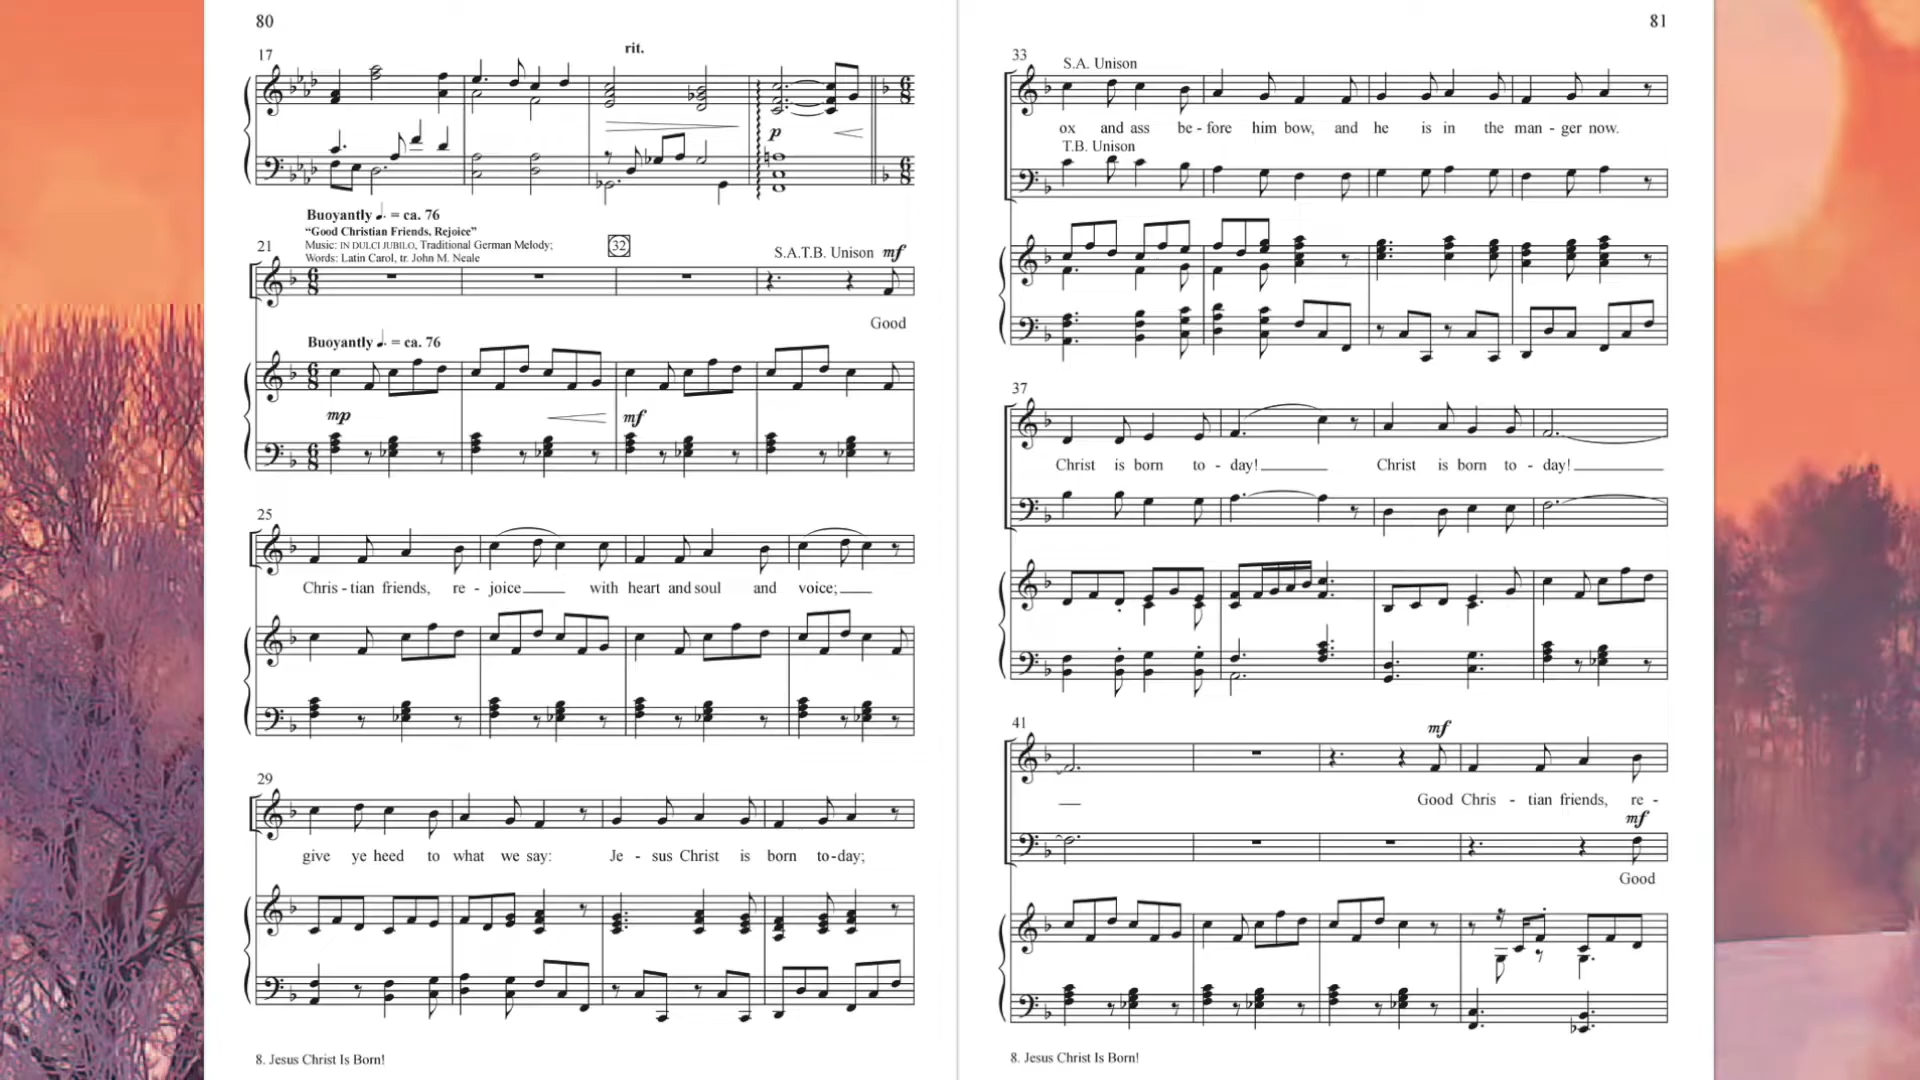 80
17
rit.
p
Buoyantly ♩. = ca. 76
“Good Christian Friends, Rejoice”
Music: IN DULCI JUBILO, Traditional German Melody;
Words: Latin Carol, tr. John M. Neale
21
32
S.A.T.B. Unison mf
Good
Buoyantly ♩. = ca. 76
mp
mf
25
Chris - tian friends, re - joice with heart and soul and voice;
29
give ye heed to what we say: Je - sus Christ is born to-day;
8. Jesus Christ Is Born!
81
33
S.A. Unison
ox and ass be - fore him bow, and he is in the man - ger now.
T.B. Unison
37
Christ is born to - day! Christ is born to - day!
41
mf
Good Chris - tian friends, re -
mf
Good
8. Jesus Christ Is Born!